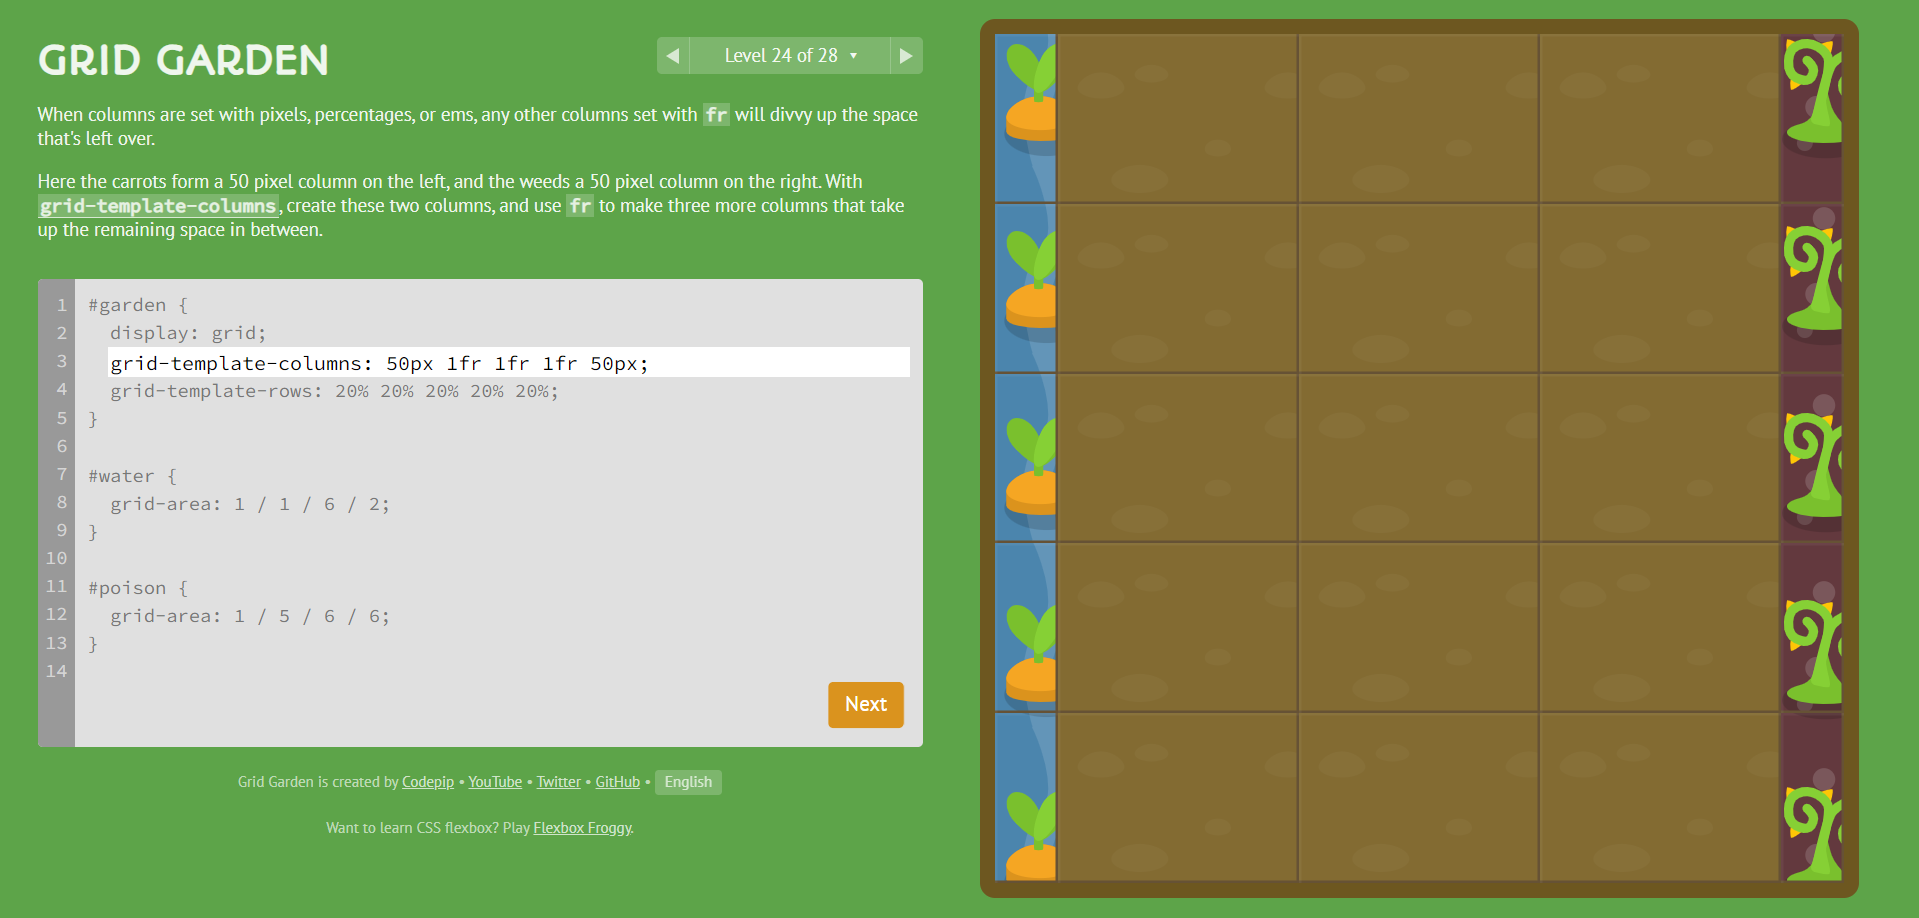 GRID GARDEN
◀ Level 24 of 28 ▾ ▶
When columns are set with pixels, percentages, or ems, any other columns set with fr will divvy up the space
that's left over.
Here the carrots form a 50 pixel column on the left, and the weeds a 50 pixel column on the right. With
grid-template-columns, create these two columns, and use fr to make three more columns that take
up the remaining space in between.
1 #garden {
2   display: grid;
3   grid-template-columns: 50px 1fr 1fr 1fr 50px;
4   grid-template-rows: 20% 20% 20% 20% 20%;
5 }
6
7 #water {
8   grid-area: 1 / 1 / 6 / 2;
9 }
10
11 #poison {
12   grid-area: 1 / 5 / 6 / 6;
13 }
14
Next
Grid Garden is created by Codepip • YouTube • Twitter • GitHub • English
Want to learn CSS flexbox? Play Flexbox Froggy.